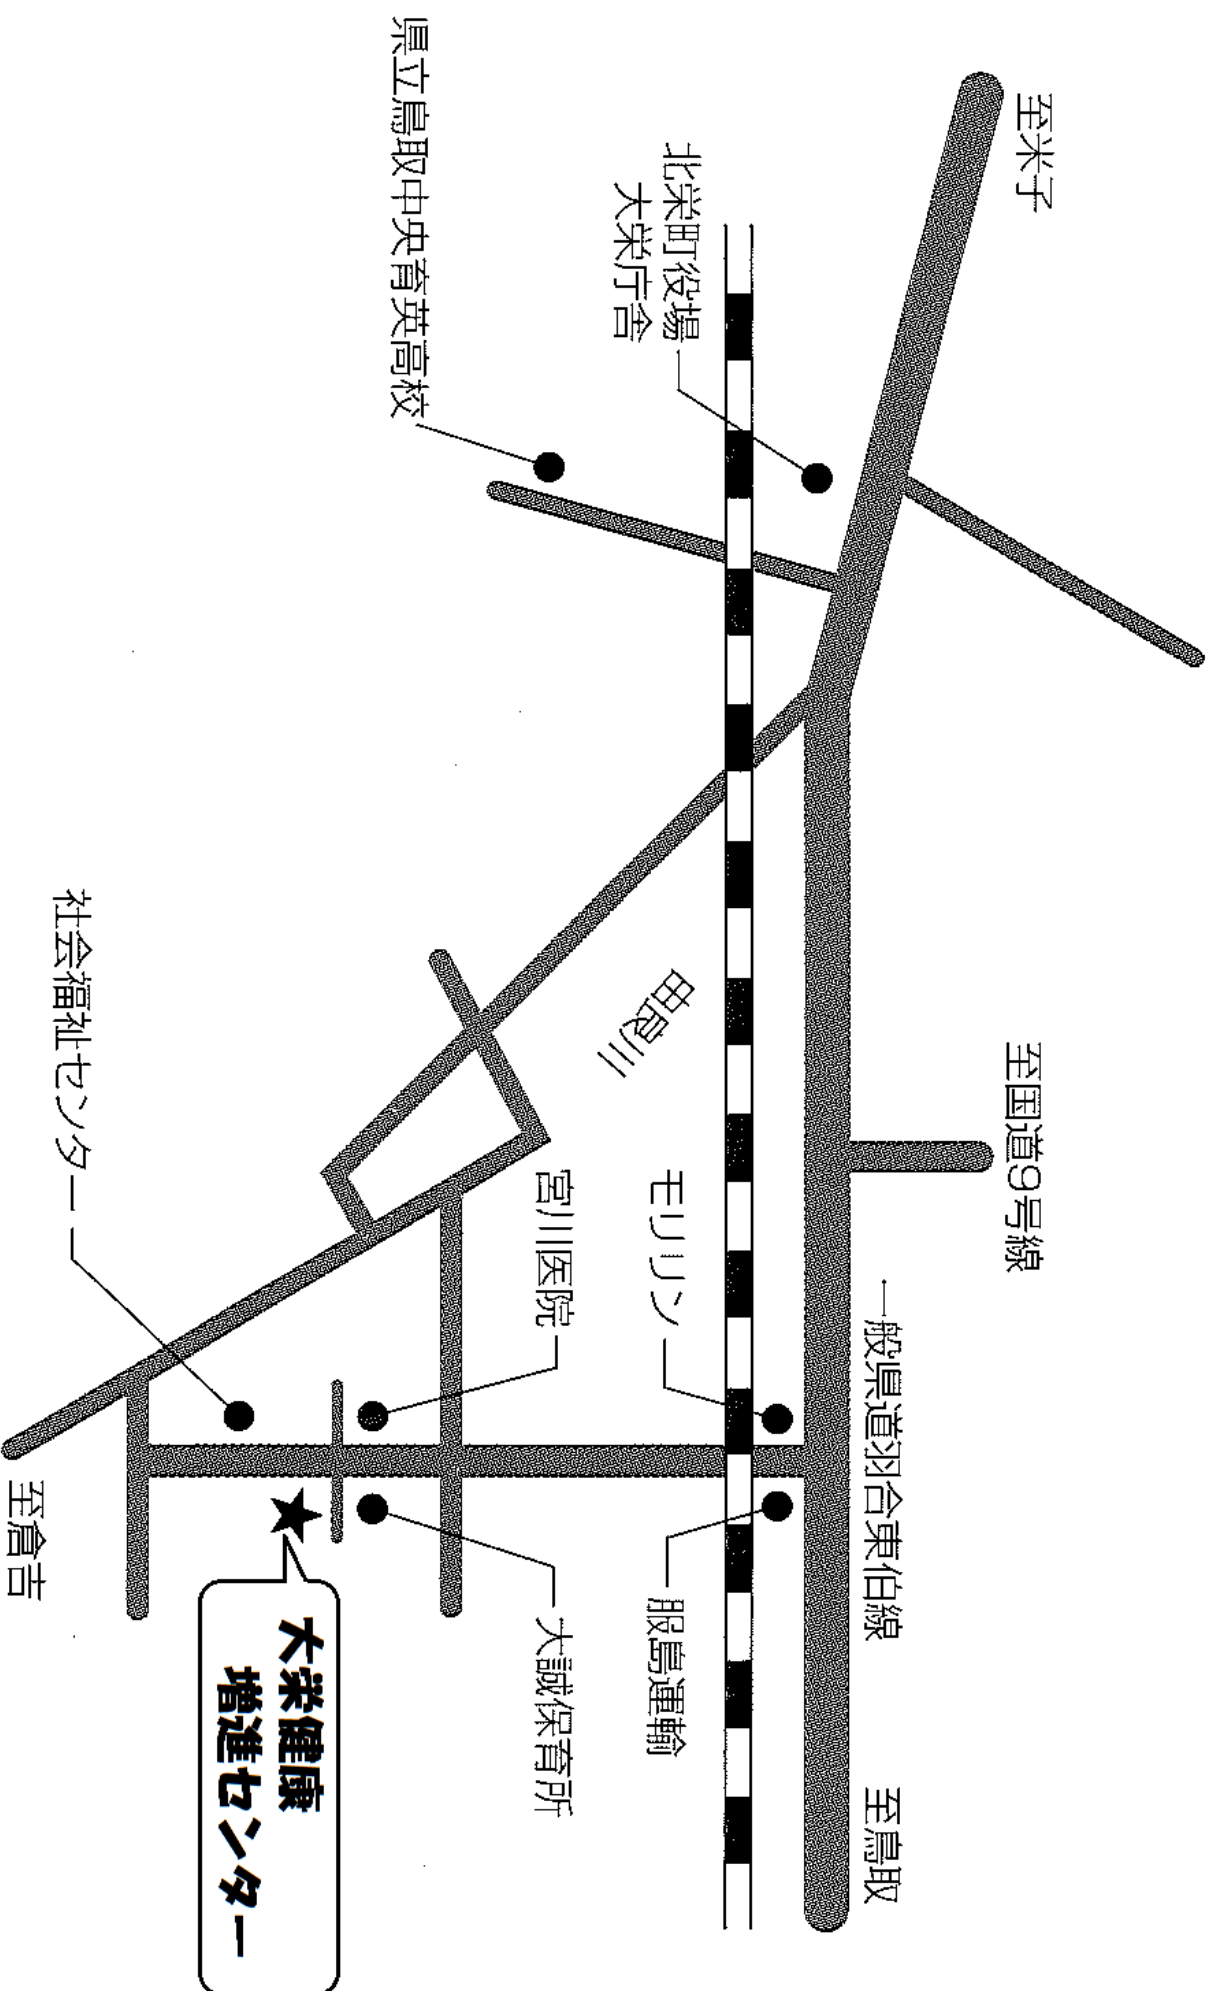 至米子
北栄町役場
大栄庁舎
県立鳥取中央育英高校
至国道9号線
一般県道羽合東伯線
至鳥取
由良川
モリリン
服島運輸
宮川医院
大誠保育所
社会福祉センター
大栄健康
増進センター
至倉吉